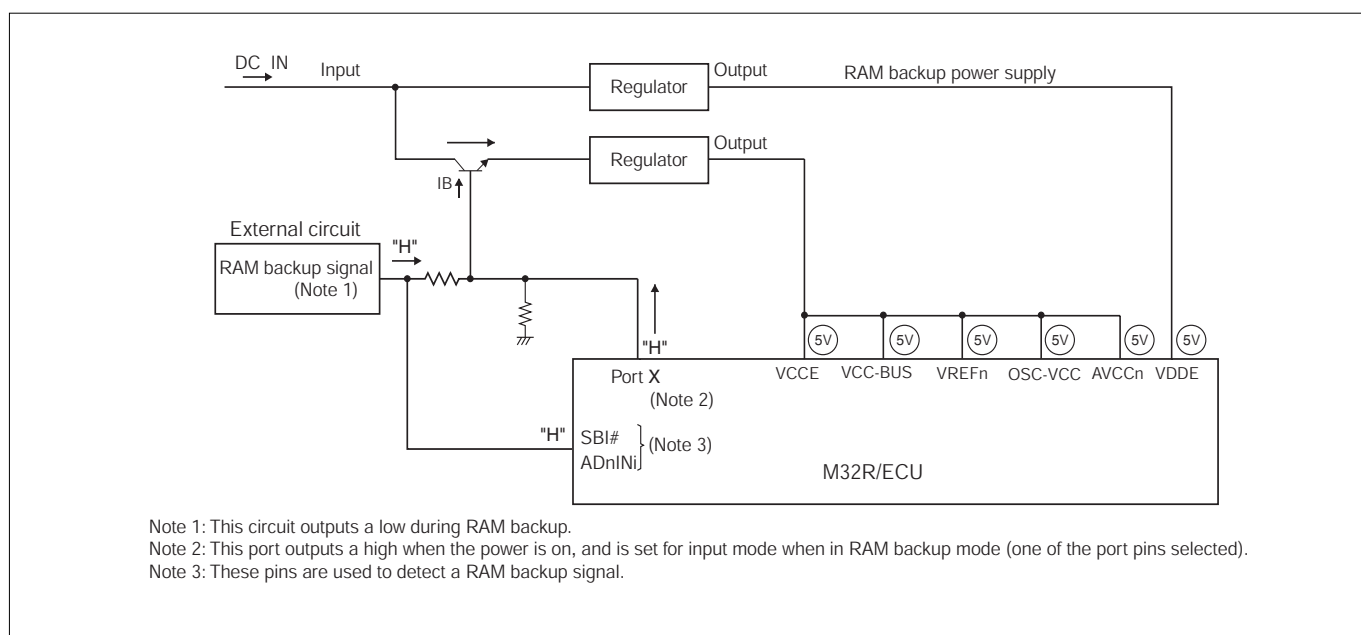 DC IN
Input
Regulator
Output
RAM backup power supply
Regulator
Output
IB
External circuit
RAM backup signal
(Note 1)
"H"
"H"
Port X
(Note 2)
5V
5V
5V
5V
5V
5V
VCCE
VCC-BUS
VREFn
OSC-VCC
AVCCn
VDDE
"H"
SBI#
ADnINi
(Note 3)
M32R/ECU
Note 1: This circuit outputs a low during RAM backup.
Note 2: This port outputs a high when the power is on, and is set for input mode when in RAM backup mode (one of the port pins selected).
Note 3: These pins are used to detect a RAM backup signal.